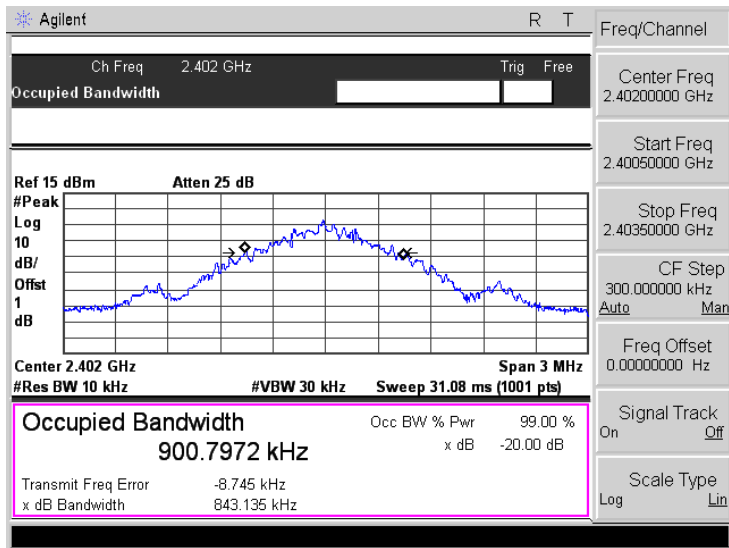 Agilent R T
Ch Freq 2.402 GHz Trig Free
Occupied Bandwidth
Ref 15 dBm Atten 25 dB
#Peak
Log
10
dB/
Offst
1
dB
Center 2.402 GHz Span 3 MHz
#Res BW 10 kHz #VBW 30 kHz Sweep 31.08 ms (1001 pts)
Occupied Bandwidth Occ BW % Pwr 99.00 %
900.7972 kHz x dB -20.00 dB
Transmit Freq Error -8.745 kHz
x dB Bandwidth 843.135 kHz
Freq/Channel
Center Freq
2.40200000 GHz
Start Freq
2.40050000 GHz
Stop Freq
2.40350000 GHz
CF Step
300.000000 kHz
Auto Man
Freq Offset
0.00000000 Hz
Signal Track
On Off
Scale Type
Log Lin